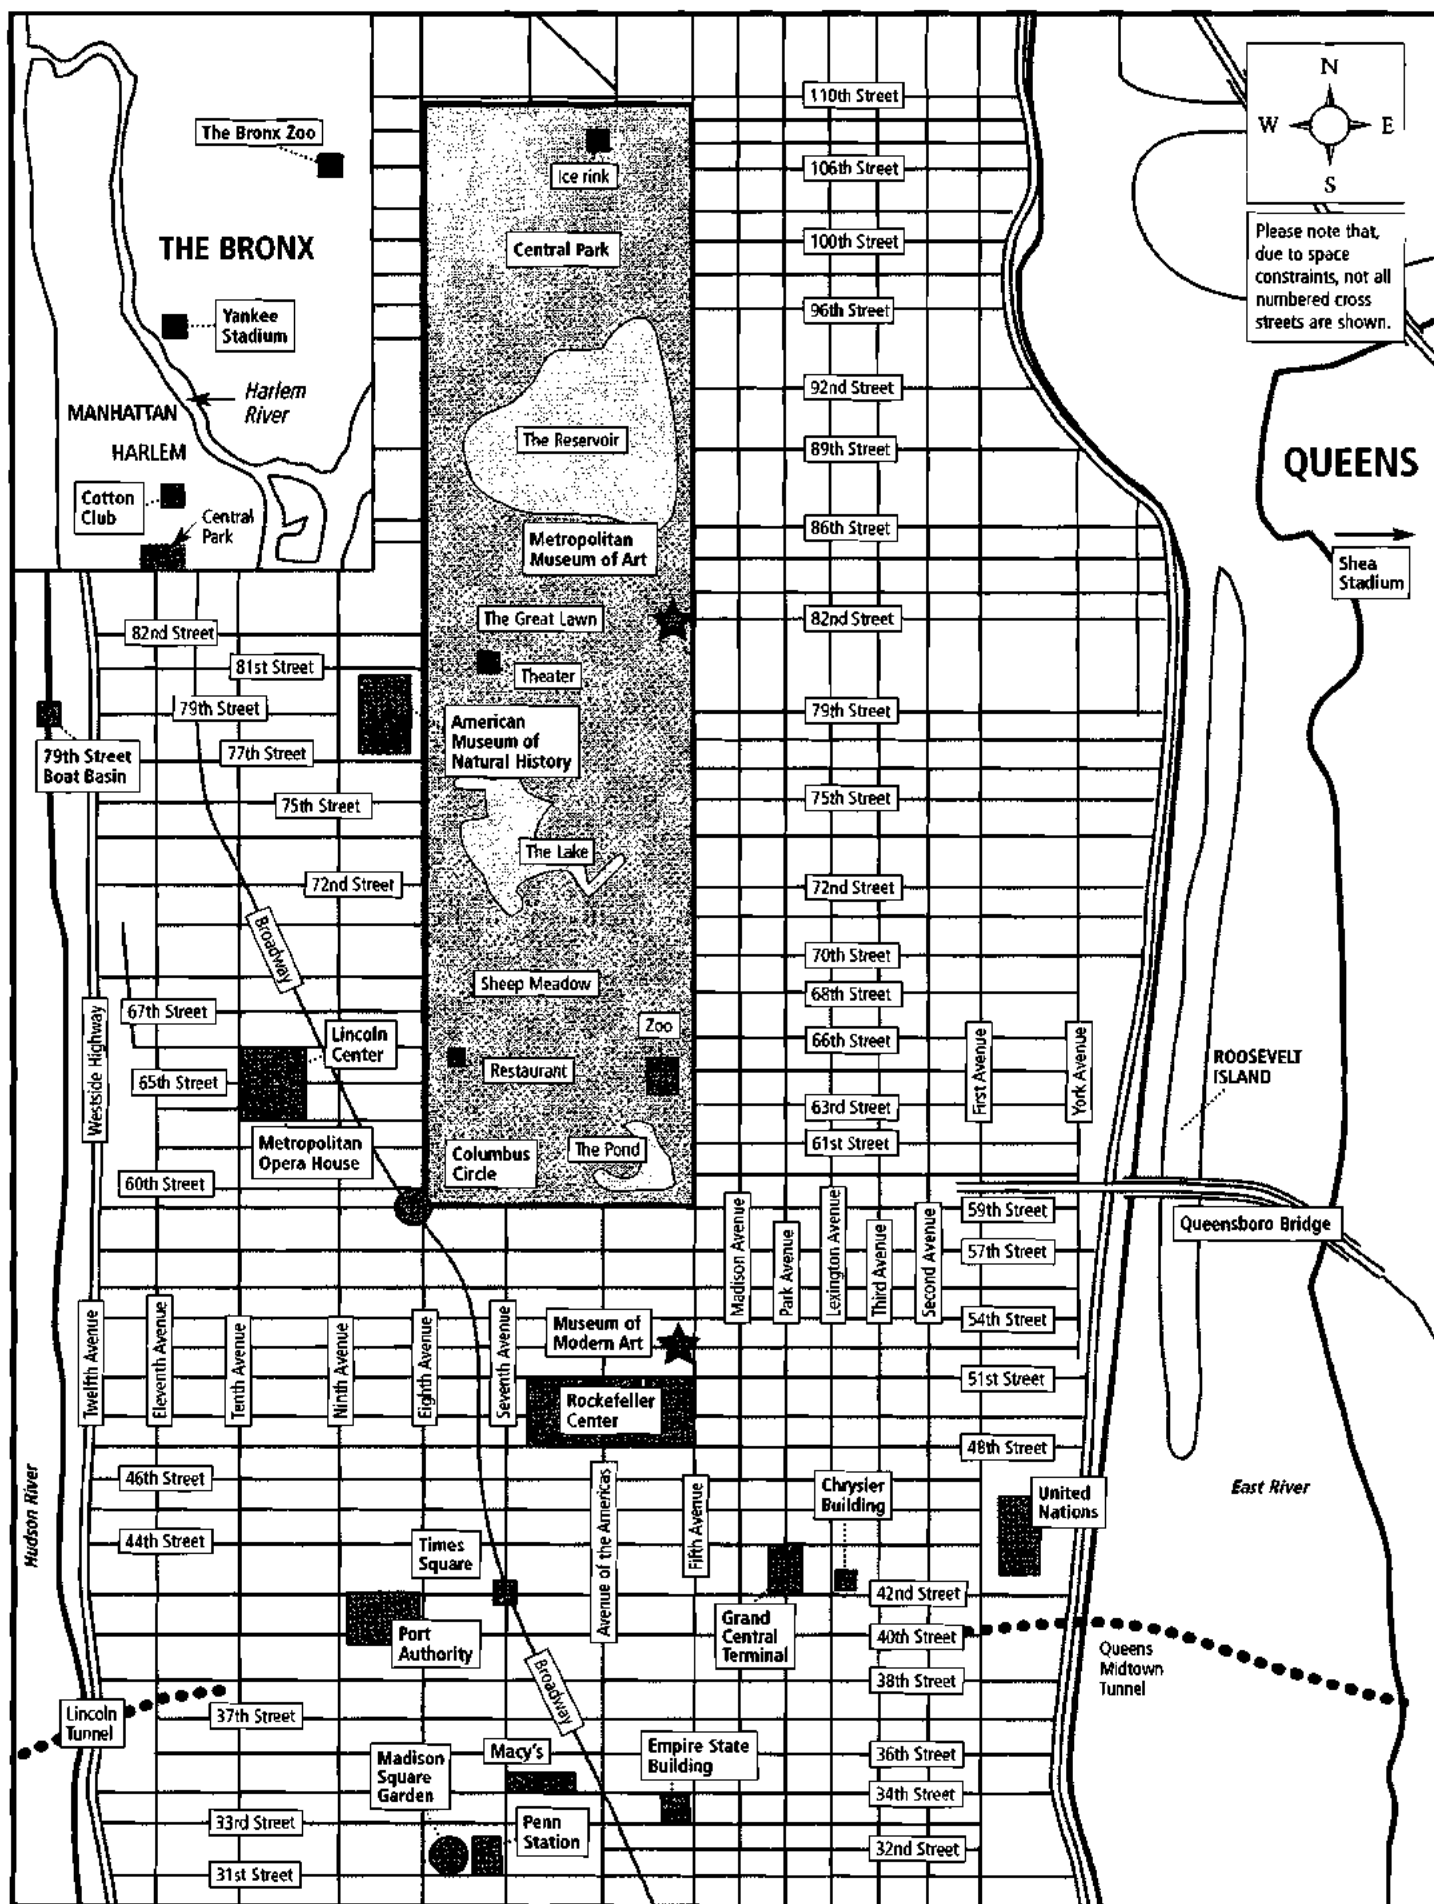 110th Street
N
W
E
S
The Bronx Zoo
Ice rink
106th Street
THE BRONX
Central Park
100th Street
Please note that,
due to space
constraints, not all
numbered cross
streets are shown.
96th Street
Yankee
Stadium
92nd Street
Harlem
River
MANHATTAN
The Reservoir
89th Street
HARLEM
QUEENS
Cotton
Club
Central
Park
86th Street
Metropolitan
Museum of Art
Shea
Stadium
82nd Street
The Great Lawn
82nd Street
81st Street
Theater
79th Street
79th Street
American
Museum of
Natural History
79th Street
Boat Basin
77th Street
75th Street
75th Street
The Lake
72nd Street
72nd Street
Broadway
70th Street
Sheep Meadow
68th Street
67th Street
Zoo
Westside Highway
Lincoln
Center
66th Street
First Avenue
York Avenue
ROOSEVELT
ISLAND
Restaurant
65th Street
63rd Street
Metropolitan
Opera House
Columbus
Circle
The Pond
61st Street
60th Street
59th Street
Queensboro Bridge
Madison Avenue
Park Avenue
Lexington Avenue
Third Avenue
Second Avenue
57th Street
54th Street
Museum of
Modern Art
Twelfth Avenue
Eleventh Avenue
Tenth Avenue
Ninth Avenue
Eighth Avenue
Seventh Avenue
51st Street
Rockefeller
Center
48th Street
46th Street
Hudson River
Avenue of the Americas
Fifth Avenue
Chrysler
Building
United
Nations
East River
44th Street
Times
Square
42nd Street
Grand
Central
Terminal
40th Street
Port
Authority
Queens
Midtown
Tunnel
Broadway
38th Street
Lincoln
Tunnel
37th Street
Madison
Square
Garden
Macy's
Empire State
Building
36th Street
34th Street
33rd Street
Penn
Station
32nd Street
31st Street